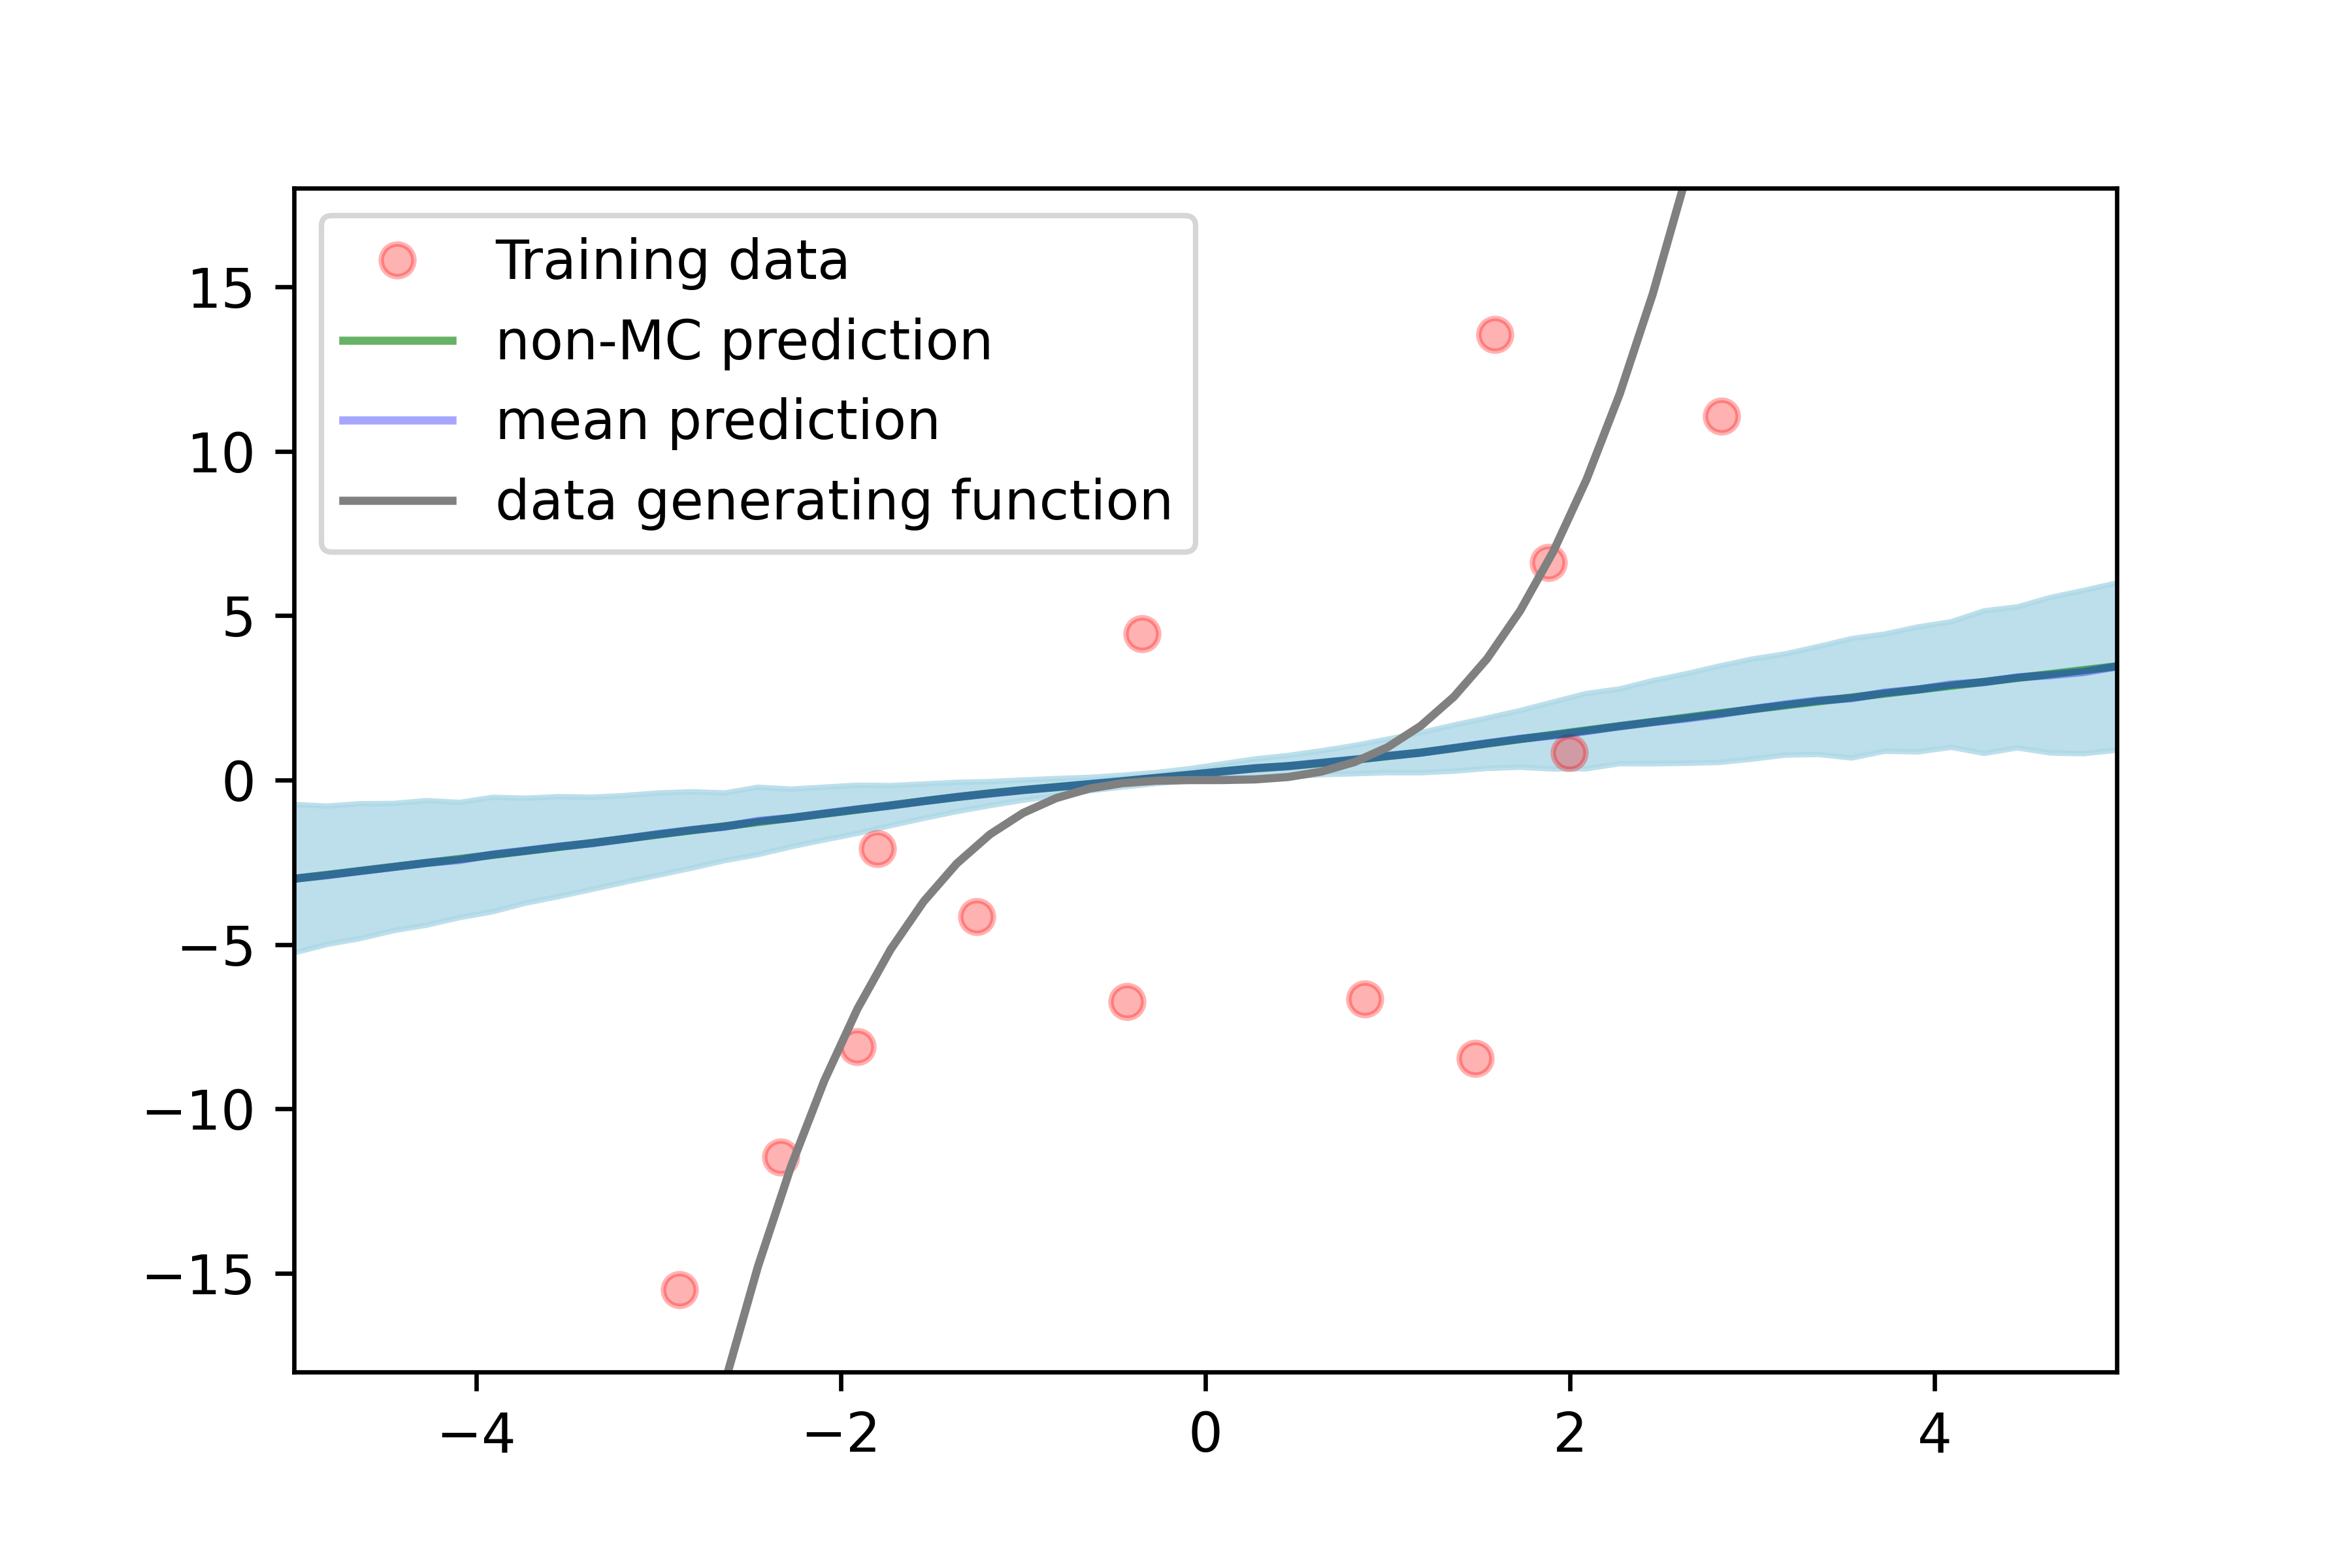 Training data
non-MC prediction
mean prediction
data generating function
15
10
5
0
−5
−10
−15
−4 −2 0 2 4